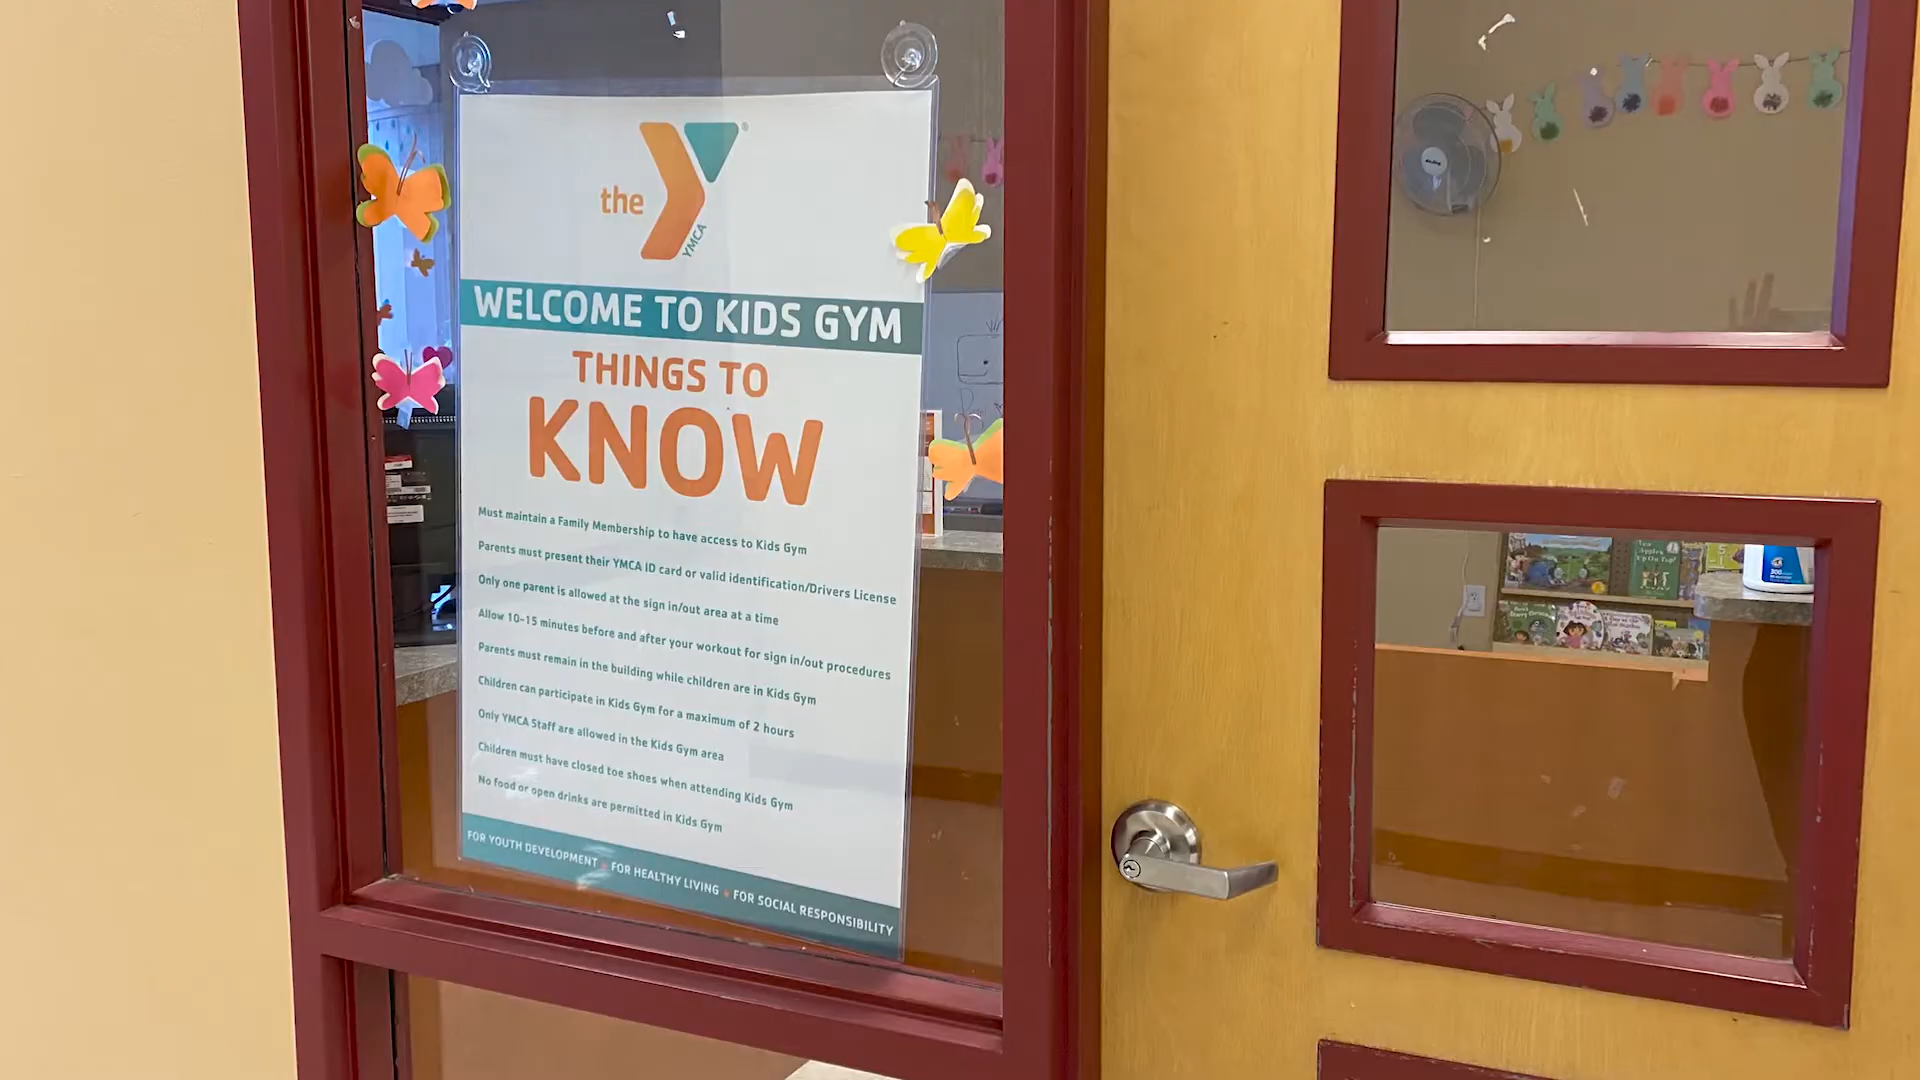 the
YMCA
WELCOME TO KIDS GYM
THINGS TO
KNOW
Must maintain a Family Membership to have access to Kids Gym
Parents must present their YMCA ID card or valid identification/Drivers License
Only one parent is allowed at the sign in/out area at a time
Allow 10-15 minutes before and after your workout for sign in/out procedures
Parents must remain in the building while children are in Kids Gym
Children can participate in Kids Gym for a maximum of 2 hours
Only YMCA Staff are allowed in the Kids Gym area
Children must have closed toe shoes when attending Kids Gym
No food or open drinks are permitted in Kids Gym
FOR YOUTH DEVELOPMENT • FOR HEALTHY LIVING • FOR SOCIAL RESPONSIBILITY
Apples
Up On Top!
300